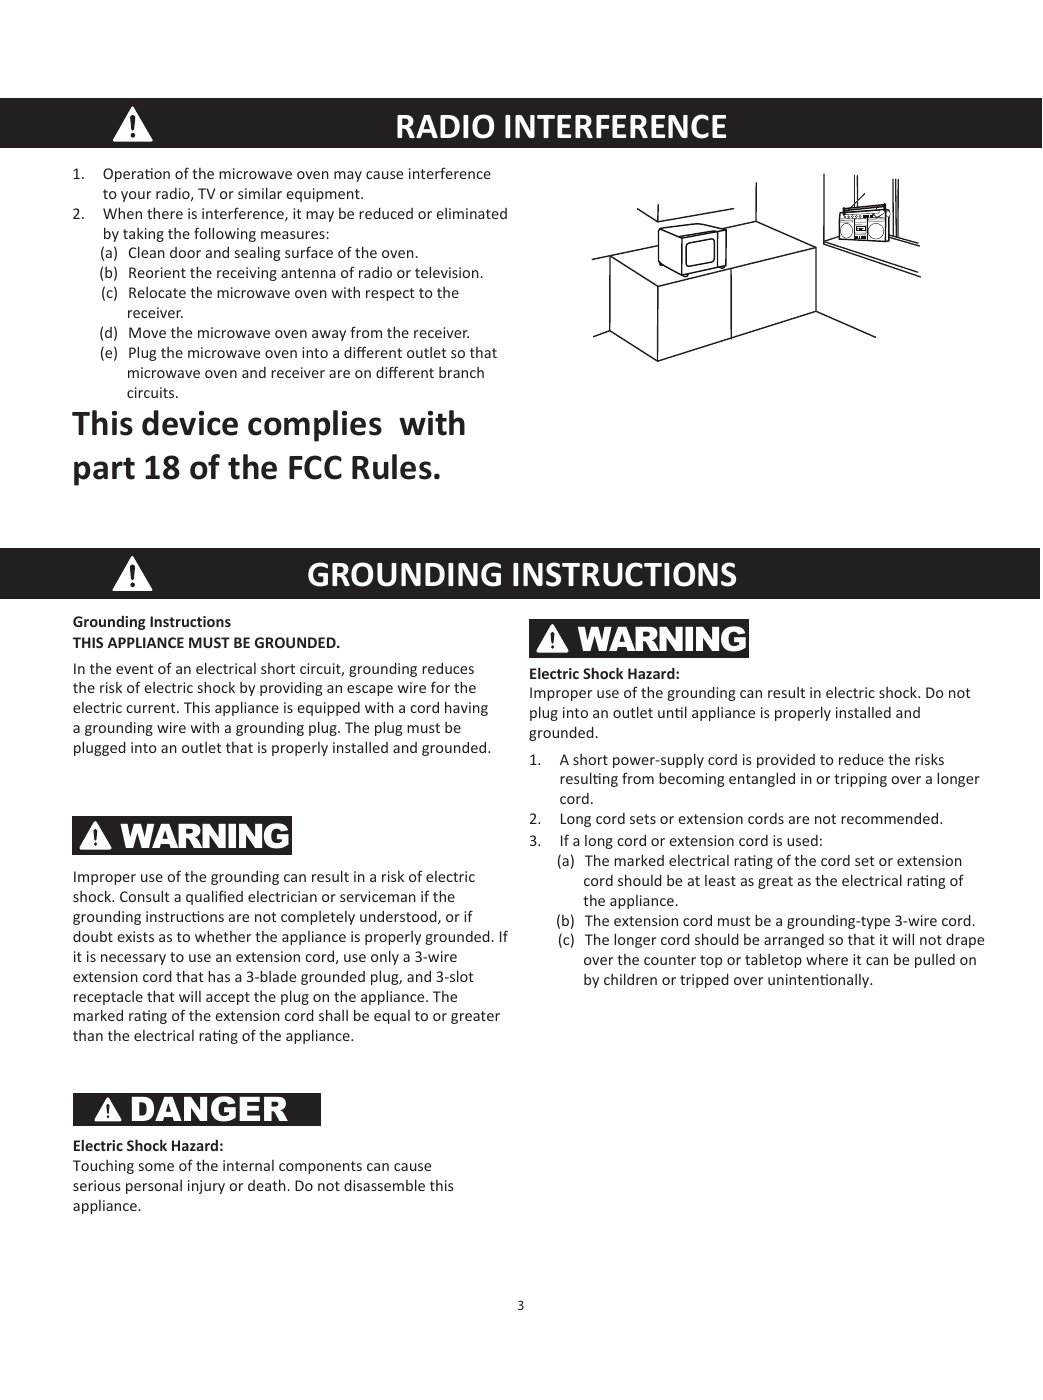 RADIO INTERFERENCE
1. Operation of the microwave oven may cause interference
to your radio, TV or similar equipment.
2. When there is interference, it may be reduced or eliminated
by taking the following measures:
(a) Clean door and sealing surface of the oven.
(b) Reorient the receiving antenna of radio or television.
(c) Relocate the microwave oven with respect to the
receiver.
(d) Move the microwave oven away from the receiver.
(e) Plug the microwave oven into a different outlet so that
microwave oven and receiver are on different branch
circuits.
This device complies with
part 18 of the FCC Rules.
GROUNDING INSTRUCTIONS
Grounding Instructions
THIS APPLIANCE MUST BE GROUNDED.
In the event of an electrical short circuit, grounding reduces
the risk of electric shock by providing an escape wire for the
electric current. This appliance is equipped with a cord having
a grounding wire with a grounding plug. The plug must be
plugged into an outlet that is properly installed and grounded.
WARNING
Improper use of the grounding can result in a risk of electric
shock. Consult a qualified electrician or serviceman if the
grounding instructions are not completely understood, or if
doubt exists as to whether the appliance is properly grounded. If
it is necessary to use an extension cord, use only a 3-wire
extension cord that has a 3-blade grounded plug, and 3-slot
receptacle that will accept the plug on the appliance. The
marked rating of the extension cord shall be equal to or greater
than the electrical rating of the appliance.
DANGER
Electric Shock Hazard:
Touching some of the internal components can cause
serious personal injury or death. Do not disassemble this
appliance.
WARNING
Electric Shock Hazard:
Improper use of the grounding can result in electric shock. Do not
plug into an outlet until appliance is properly installed and
grounded.
1. A short power-supply cord is provided to reduce the risks
resulting from becoming entangled in or tripping over a longer
cord.
2. Long cord sets or extension cords are not recommended.
3. If a long cord or extension cord is used:
(a) The marked electrical rating of the cord set or extension
cord should be at least as great as the electrical rating of
the appliance.
(b) The extension cord must be a grounding-type 3-wire cord.
(c) The longer cord should be arranged so that it will not drape
over the counter top or tabletop where it can be pulled on
by children or tripped over unintentionally.
3